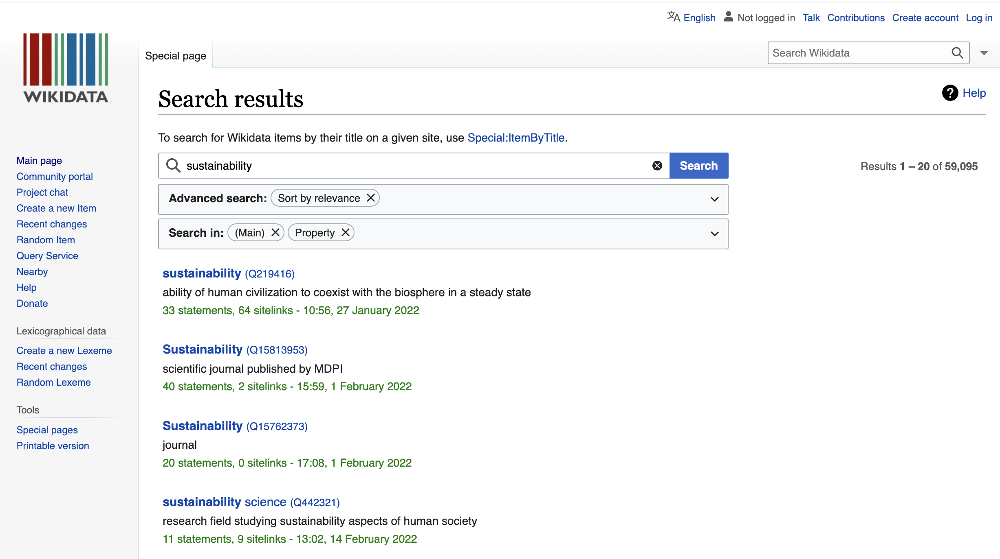 English Not logged in Talk Contributions Create account Log in
WIKIDATA
Special page
Search Wikidata
Search results
Help
To search for Wikidata items by their title on a given site, use Special:ItemByTitle.
sustainability
Search
Results 1 – 20 of 59,095
Advanced search: Sort by relevance
Search in: (Main) Property
Main page
Community portal
Project chat
Create a new Item
Recent changes
Random Item
Query Service
Nearby
Help
Donate
Lexicographical data
Create a new Lexeme
Recent changes
Random Lexeme
Tools
Special pages
Printable version
sustainability (Q219416)
ability of human civilization to coexist with the biosphere in a steady state
33 statements, 64 sitelinks - 10:56, 27 January 2022
Sustainability (Q15813953)
scientific journal published by MDPI
40 statements, 2 sitelinks - 15:59, 1 February 2022
Sustainability (Q15762373)
journal
20 statements, 0 sitelinks - 17:08, 1 February 2022
sustainability science (Q442321)
research field studying sustainability aspects of human society
11 statements, 9 sitelinks - 13:02, 14 February 2022